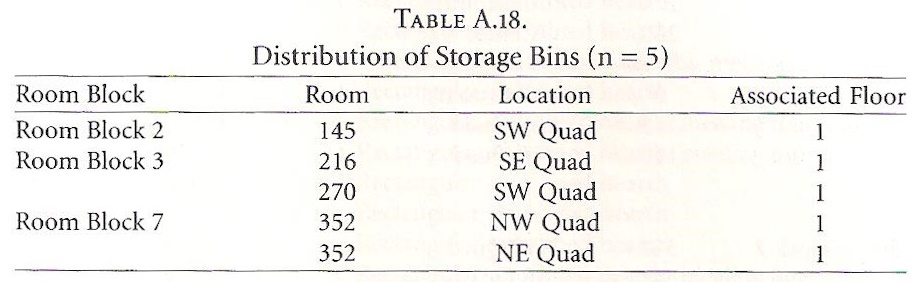 TABLE A.18.
Distribution of Storage Bins (n = 5)
Room Block Room Location Associated Floor
Room Block 2 145 SW Quad 1
Room Block 3 216 SE Quad 1
270 SW Quad 1
Room Block 7 352 NW Quad 1
352 NE Quad 1